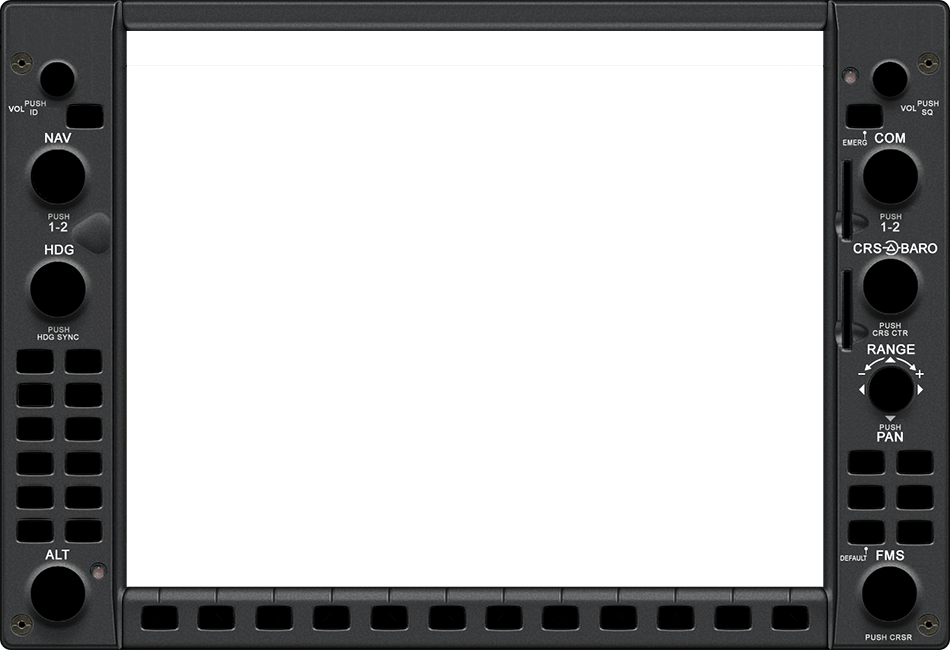 VOL PUSH
ID
NAV
PUSH
1-2
HDG
PUSH
HDG SYNC
ALT
VOL PUSH
SQ
EMERG COM
PUSH
1-2
CRS BARO
PUSH
CRS CTR
RANGE
− +
PUSH
PAN
DEFAULT FMS
PUSH CRSR